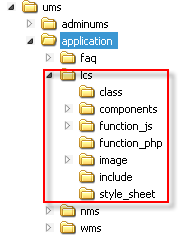 ums
adminums
application
faq
lcs
class
components
function_js
function_php
image
include
style_sheet
nms
wms